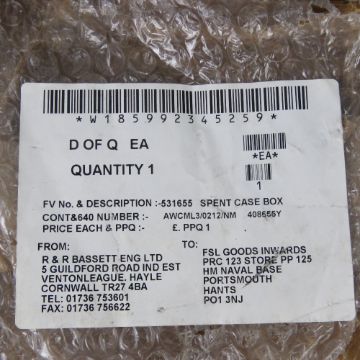 *W185992345259*
D OF Q EA
*EA*
QUANTITY 1
1
FV No. & DESCRIPTION :-531655 SPENT CASE BOX
CONT&640 NUMBER :- AWCML3/0212/NM 408655Y
PRICE EACH & PPQ :- £. PPQ 1
FROM:
R & R BASSETT ENG LTD
5 GUILDFORD ROAD IND EST
VENTONLEAGUE. HAYLE
CORNWALL TR27 4BA
TEL: 01736 753601
FAX: 01736 756622
TO:
FSL GOODS INWARDS
PRC 123 STORE PP 125
HM NAVAL BASE
PORTSMOUTH
HANTS
PO1 3NJ